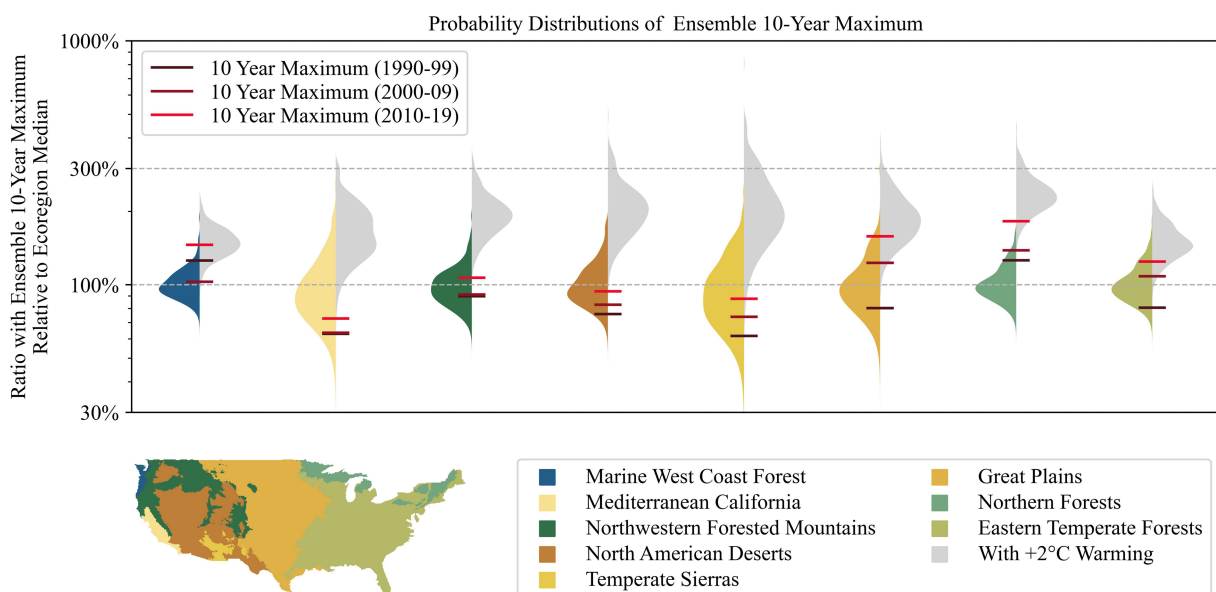 Probability Distributions of Ensemble 10-Year Maximum
Ratio with Ensemble 10-Year Maximum
Relative to Ecoregion Median
1000%
300%
100%
30%
10 Year Maximum (1990-99)
10 Year Maximum (2000-09)
10 Year Maximum (2010-19)
Marine West Coast Forest
Mediterranean California
Northwestern Forested Mountains
North American Deserts
Temperate Sierras
Great Plains
Northern Forests
Eastern Temperate Forests
With +2°C Warming